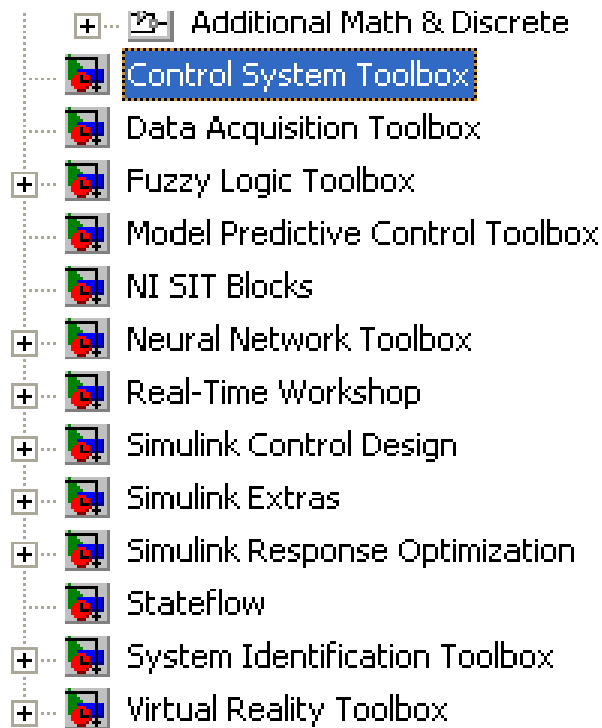 Additional Math & Discrete
Control System Toolbox
Data Acquisition Toolbox
Fuzzy Logic Toolbox
Model Predictive Control Toolbox
NI SIT Blocks
Neural Network Toolbox
Real-Time Workshop
Simulink Control Design
Simulink Extras
Simulink Response Optimization
Stateflow
System Identification Toolbox
Virtual Reality Toolbox